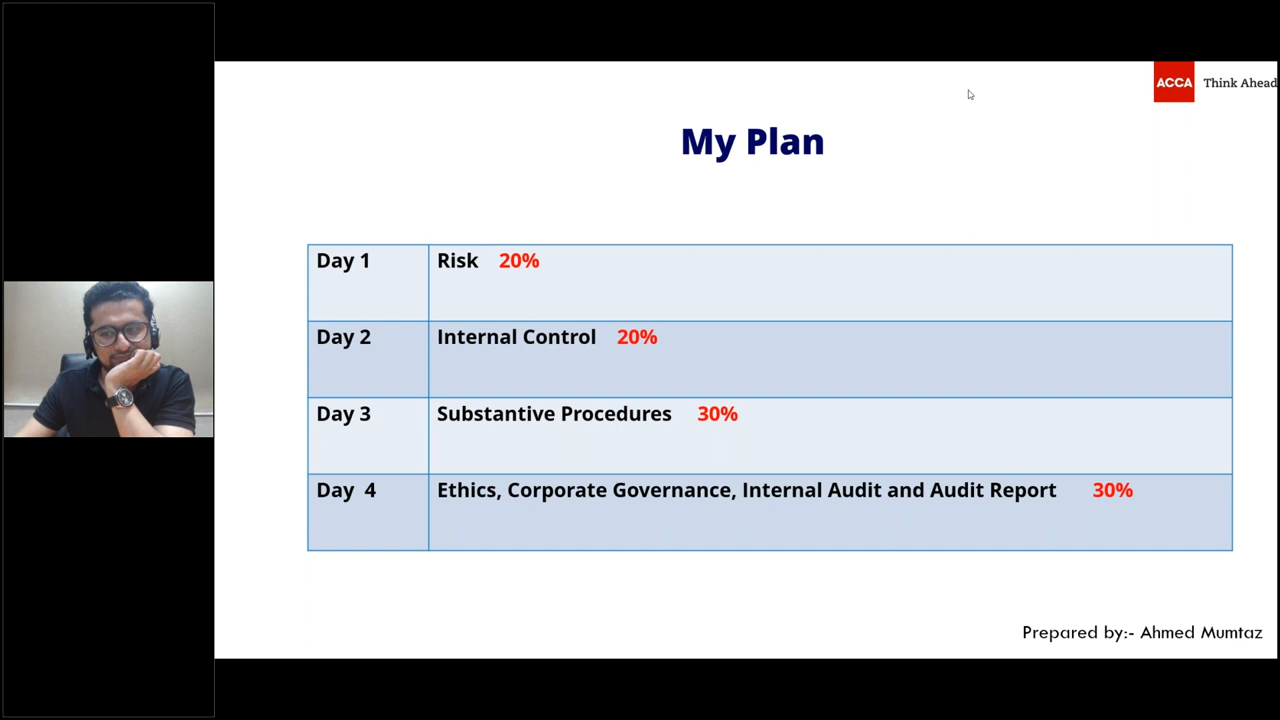 ACCA Think Ahead
My Plan
Day 1 Risk 20%
Day 2 Internal Control 20%
Day 3 Substantive Procedures 30%
Day 4 Ethics, Corporate Governance, Internal Audit and Audit Report 30%
Prepared by:- Ahmed Mumtaz